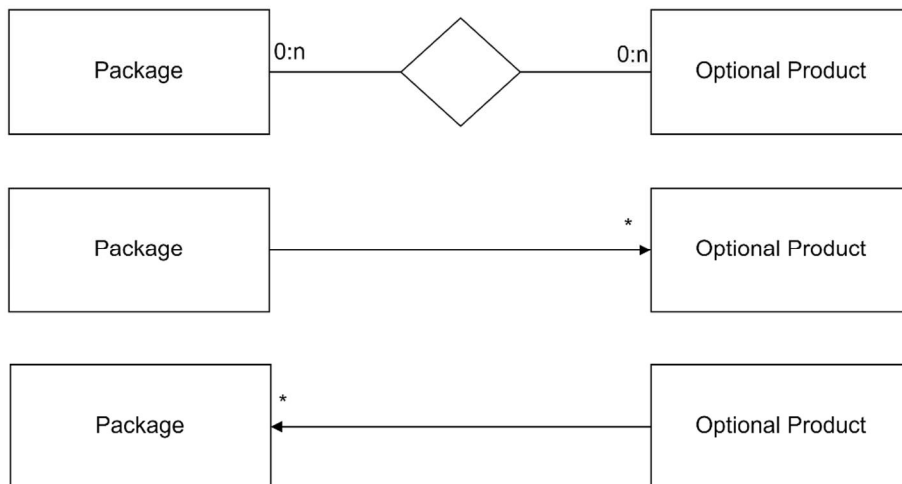 Package
0:n
0:n
Optional Product
Package
*
Optional Product
Package
*
Optional Product